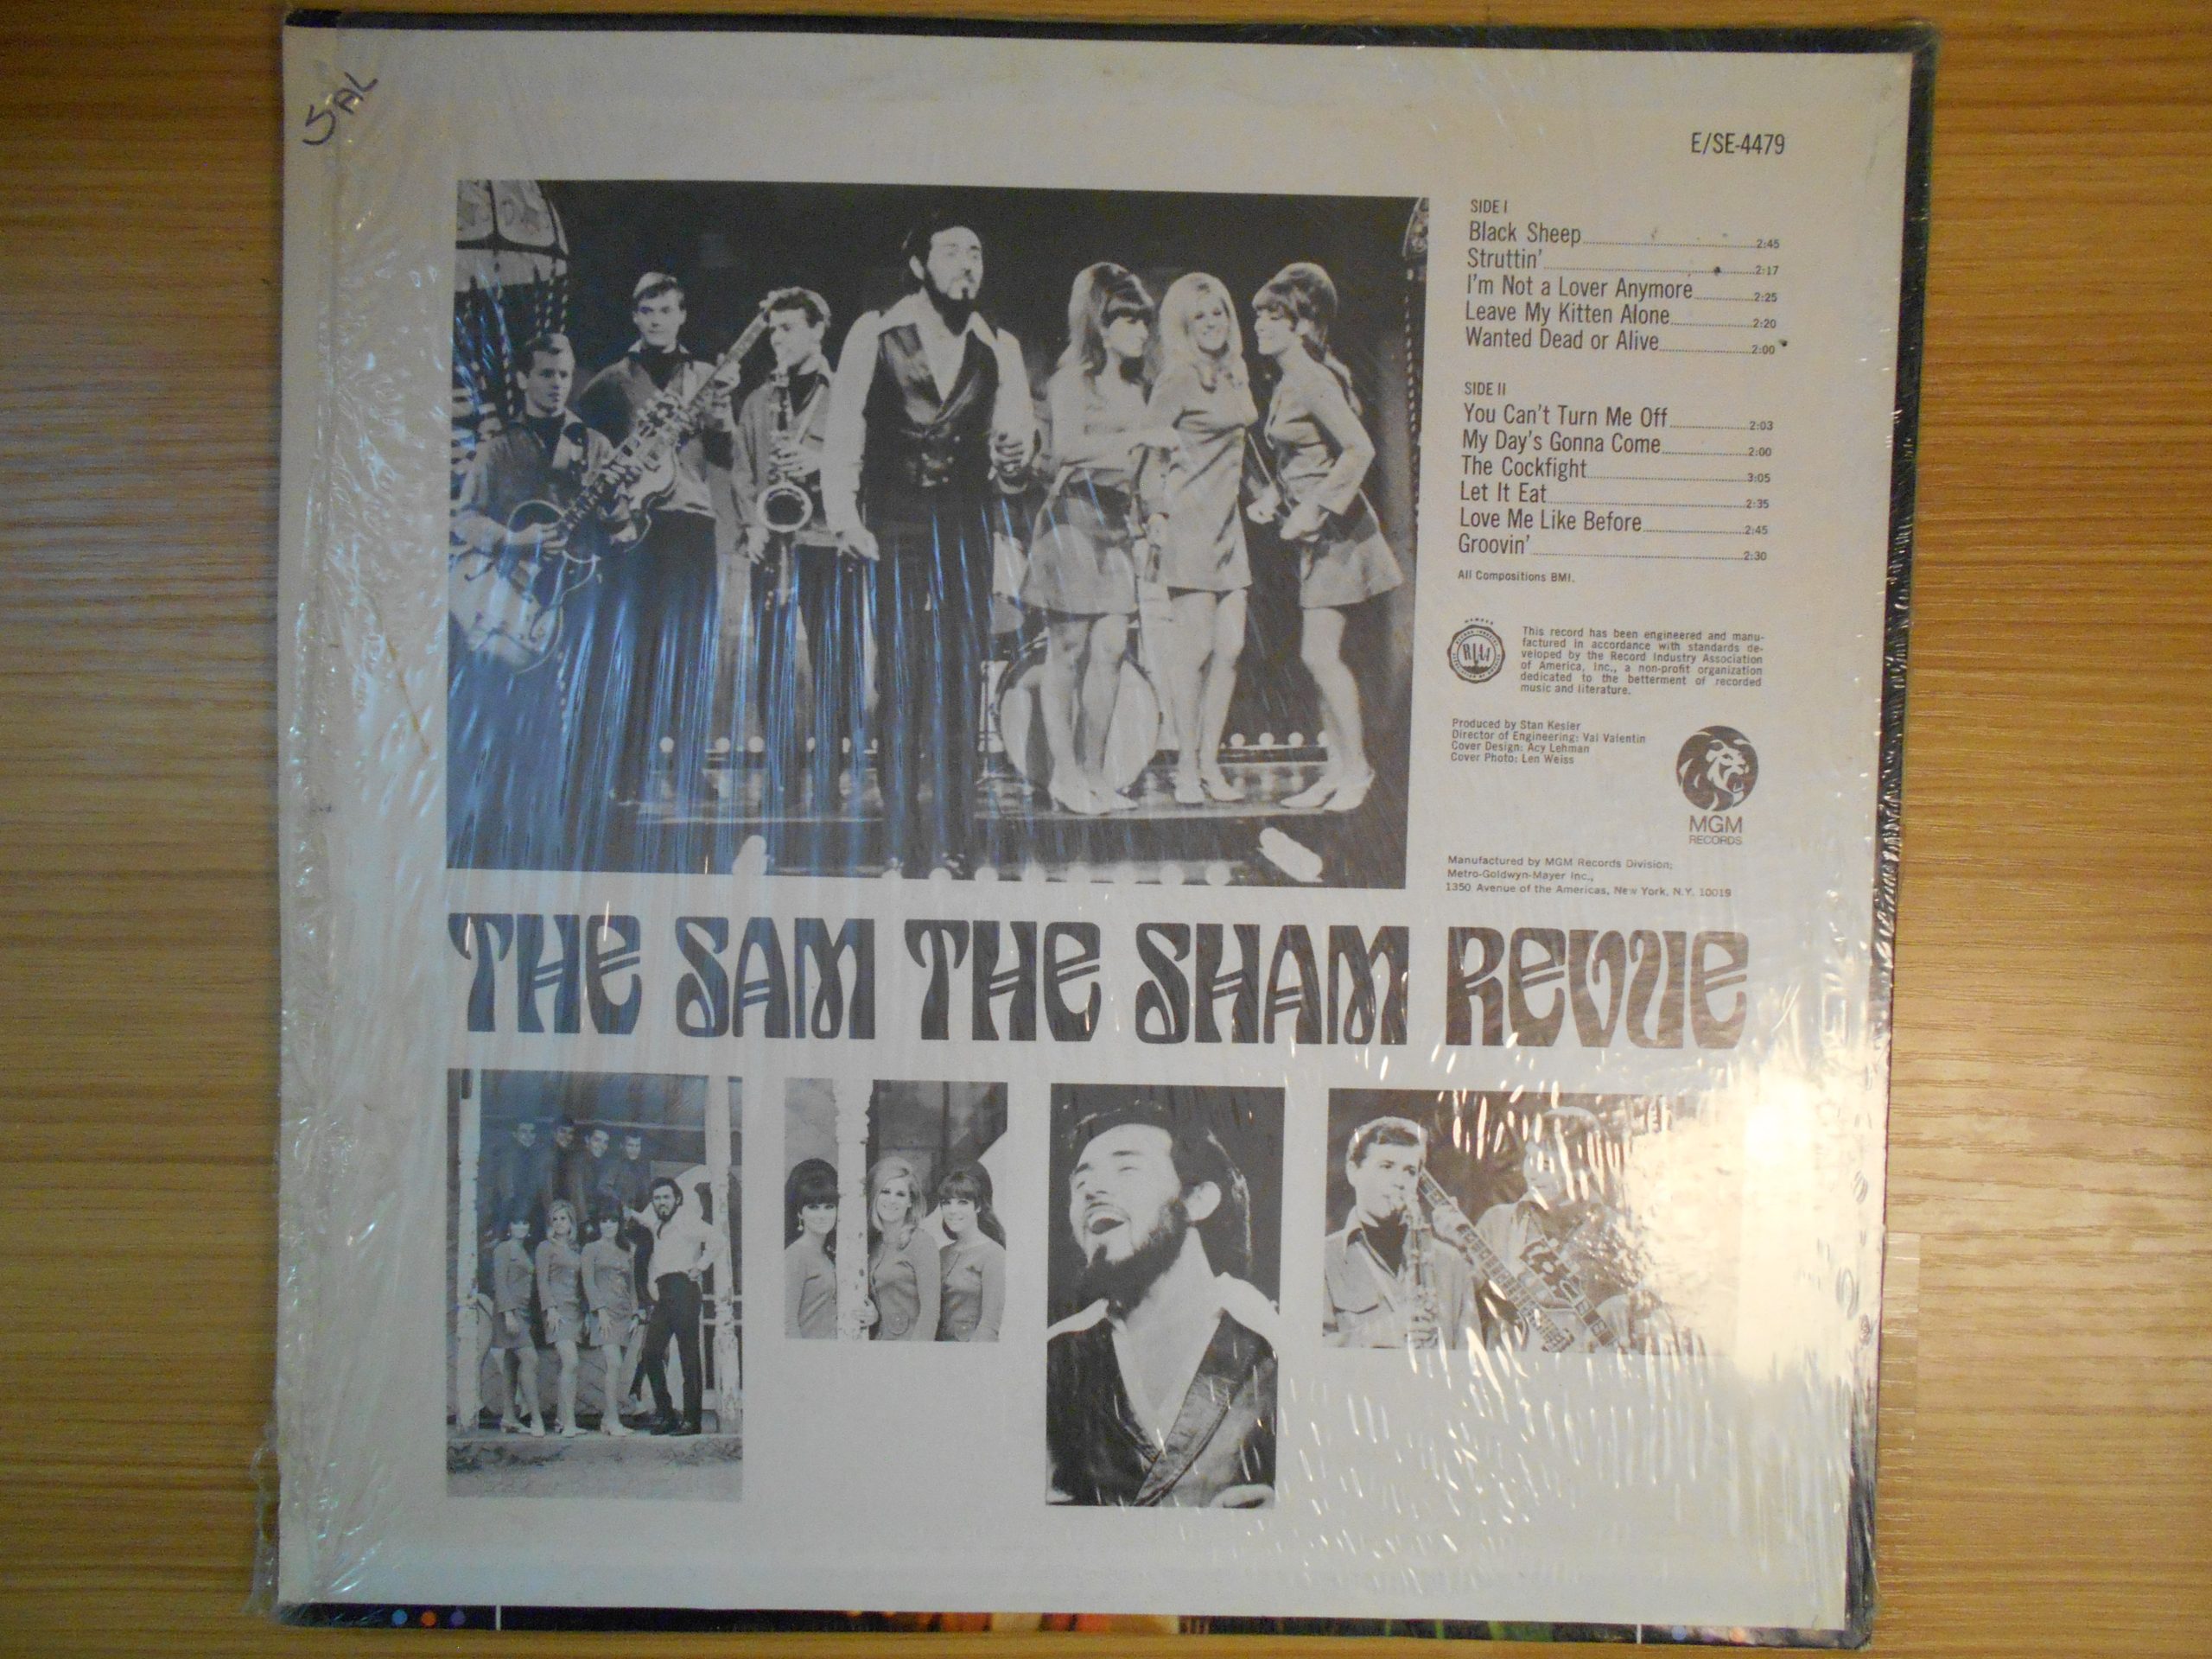 SAL
E/SE-4479
SIDE I
Black Sheep 2:45
Struttin' 2:17
I'm Not a Lover Anymore 2:25
Leave My Kitten Alone 2:20
Wanted Dead or Alive 2:00
SIDE II
You Can't Turn Me Off 2:03
My Day's Gonna Come 2:00
The Cockfight 3:05
Let It Eat 2:35
Love Me Like Before 2:45
Groovin' 2:30
All Compositions BMI.
This record has been engineered and manu-
factured in accordance with standards de-
veloped by the Record Industry Association
of America, Inc., a non-profit organization
dedicated to the betterment of recorded
music and literature.
Produced by Stan Kesler
Director of Engineering: Val Valentin
Cover Design: Acy Lehman
Cover Photo: Len Weiss
MGM
RECORDS
Manufactured by MGM Records Division;
Metro-Goldwyn-Mayer Inc.,
1350 Avenue of the Americas, New York, N.Y. 10019
THE SAM THE SHAM REVUE